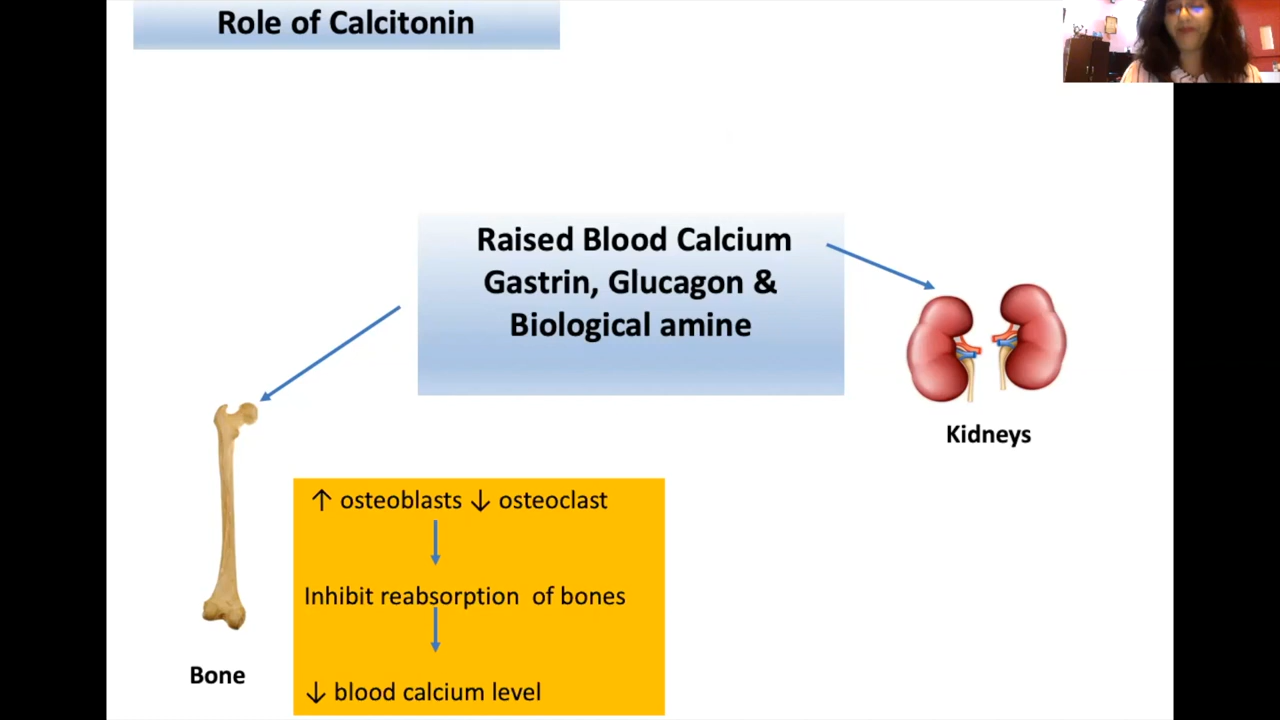 Role of Calcitonin
Raised Blood Calcium
Gastrin, Glucagon &
Biological amine
Kidneys
↑ osteoblasts ↓ osteoclast
Inhibit reabsorption of bones
↓ blood calcium level
Bone